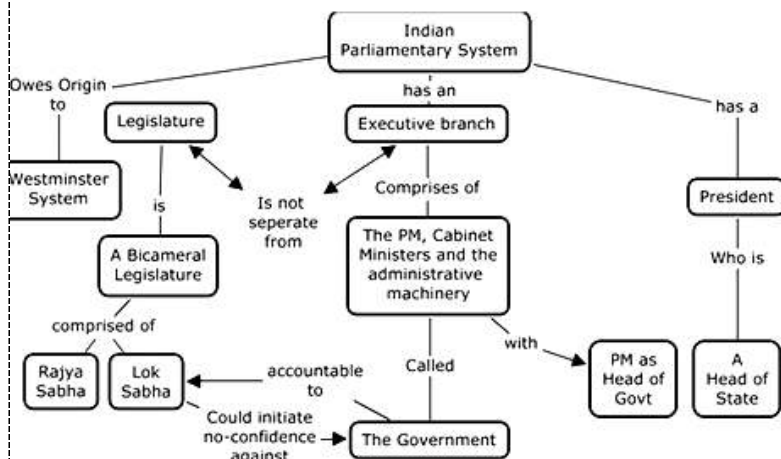 Indian
Parliamentary System
Owes Origin
to
has an
has a
Legislature
Executive branch
Westminster
System
is
Is not
seperate
from
Comprises of
President
A Bicameral
Legislature
The PM, Cabinet
Ministers and the
administrative
machinery
Who is
comprised of
with
Rajya
Sabha
Lok
Sabha
accountable
to
Called
PM as
Head of
Govt
A
Head of
State
Could initiate
no-confidence
against
The Government